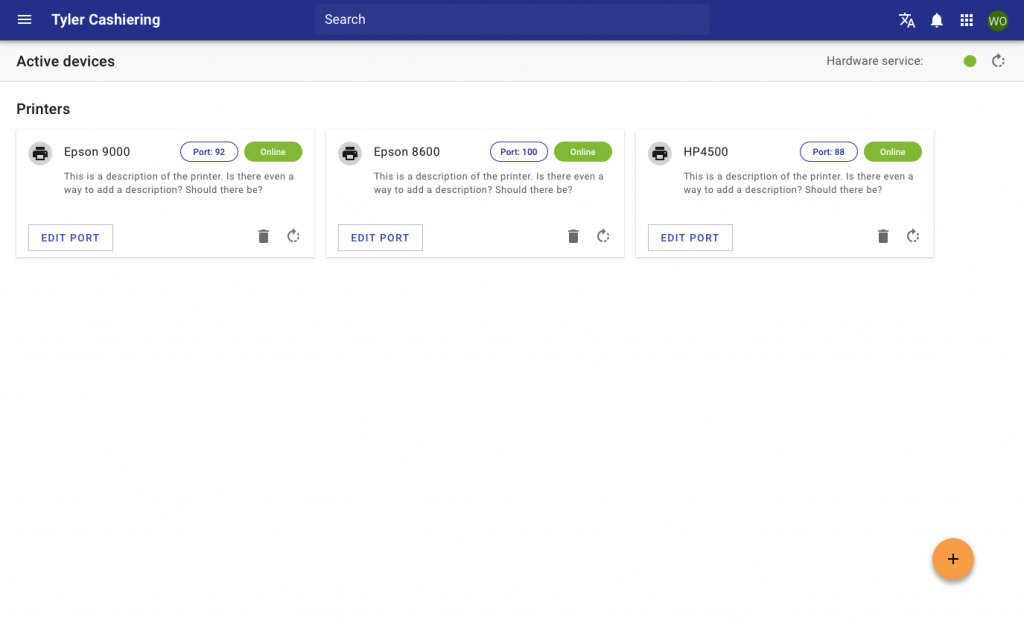 Tyler Cashiering
Search
WO
Active devices
Hardware service:
Printers
Epson 9000
Port: 92
Online
This is a description of the printer. Is there even a
way to add a description? Should there be?
EDIT PORT
Epson 8600
Port: 100
Online
This is a description of the printer. Is there even a
way to add a description? Should there be?
EDIT PORT
HP4500
Port: 88
Online
This is a description of the printer. Is there even a
way to add a description? Should there be?
EDIT PORT